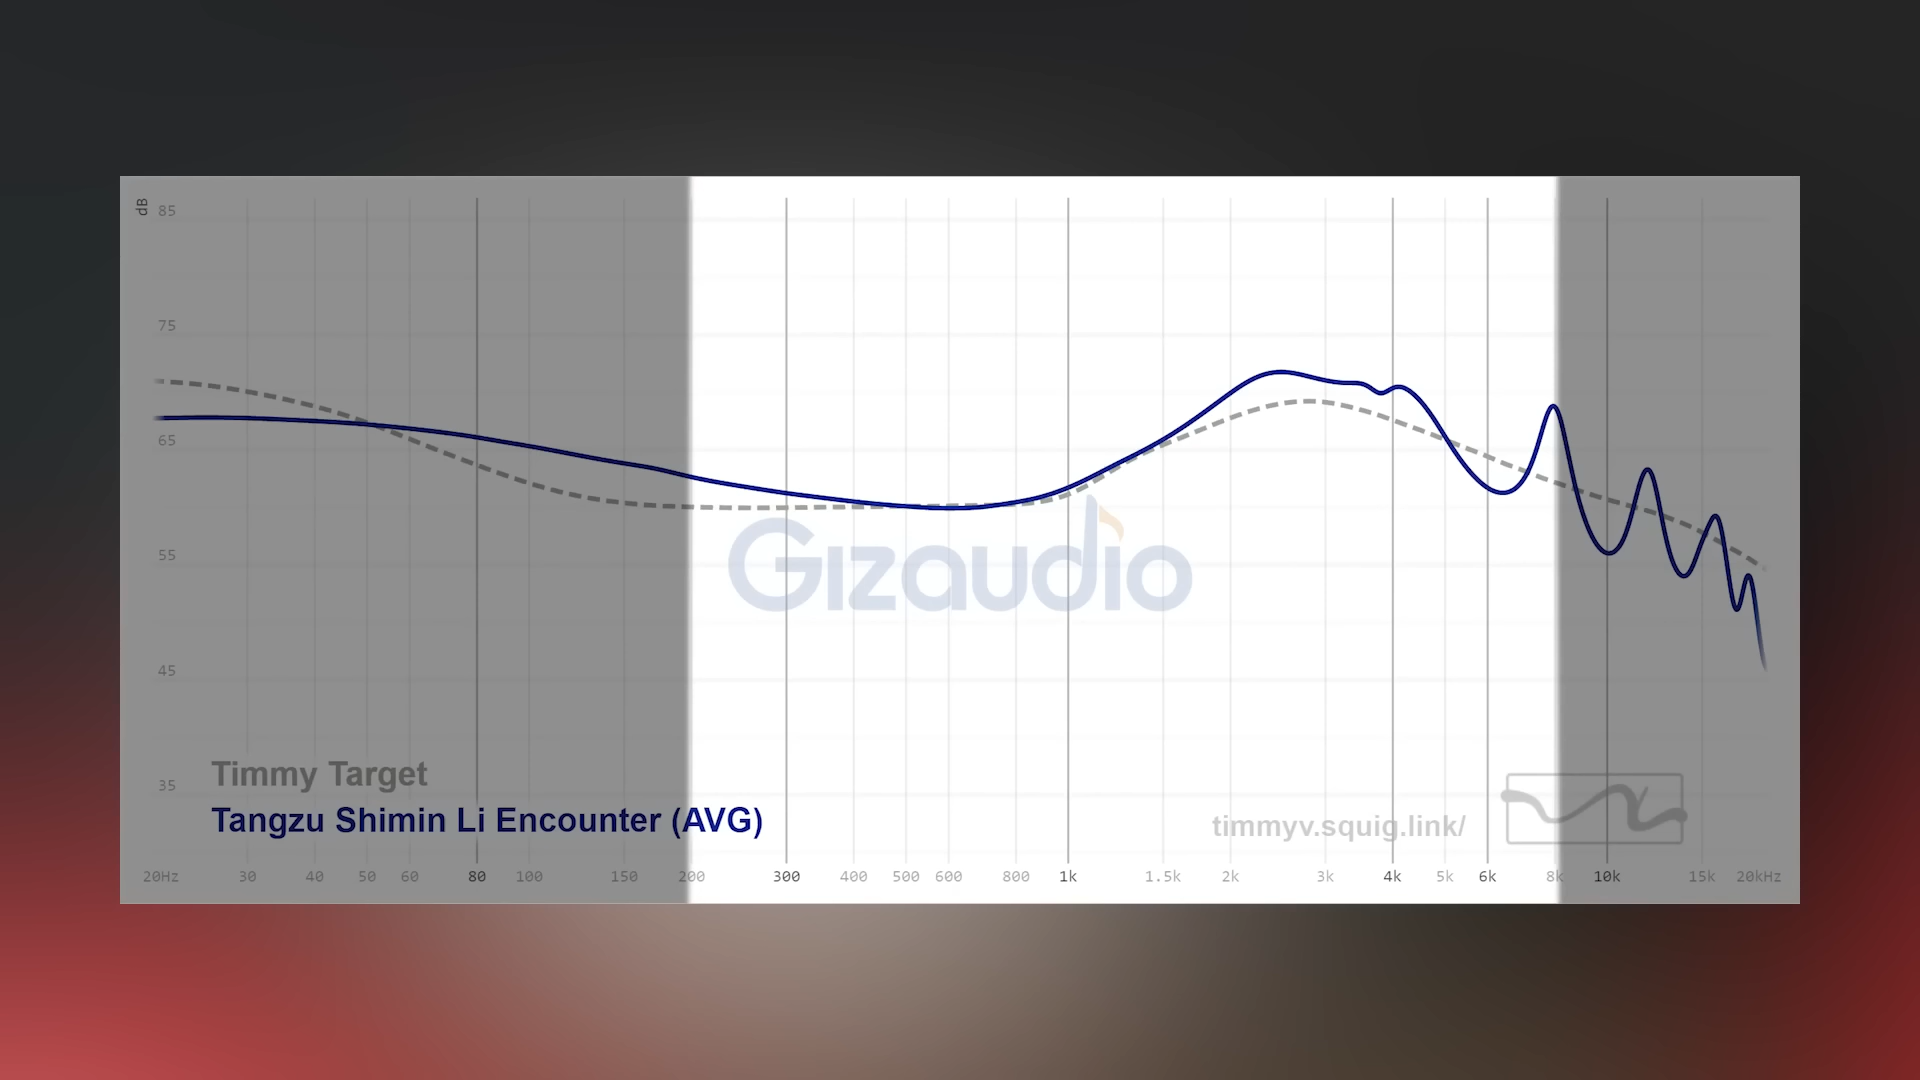 dB
85
75
65
55
45
35
Gizaudio
Timmy Target
Tangzu Shimin Li Encounter (AVG)
timmyv.squig.link/
20Hz 30 40 50 60 80 100 150 200 300 400 500 600 800 1k 1.5k 2k 3k 4k 5k 6k 8k 10k 15k 20kHz